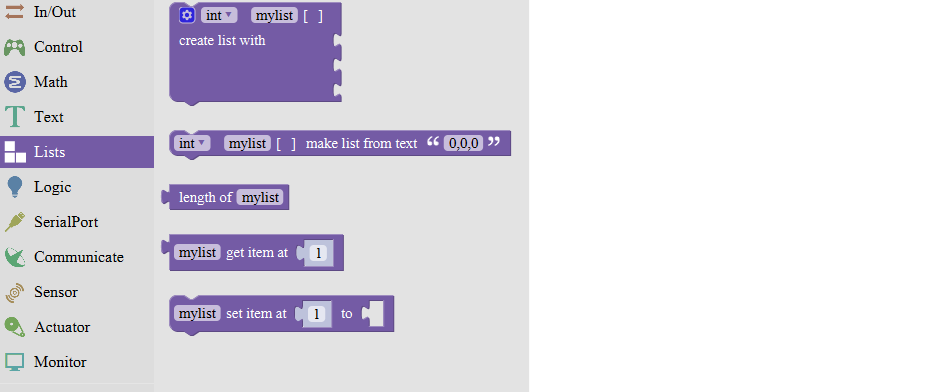 In/Out
Control
Math
Text
Lists
Logic
SerialPort
Communicate
Sensor
Actuator
Monitor
int mylist [ ]
create list with
int mylist [ ] make list from text “ 0,0,0 ”
length of mylist
mylist get item at 1
mylist set item at 1 to